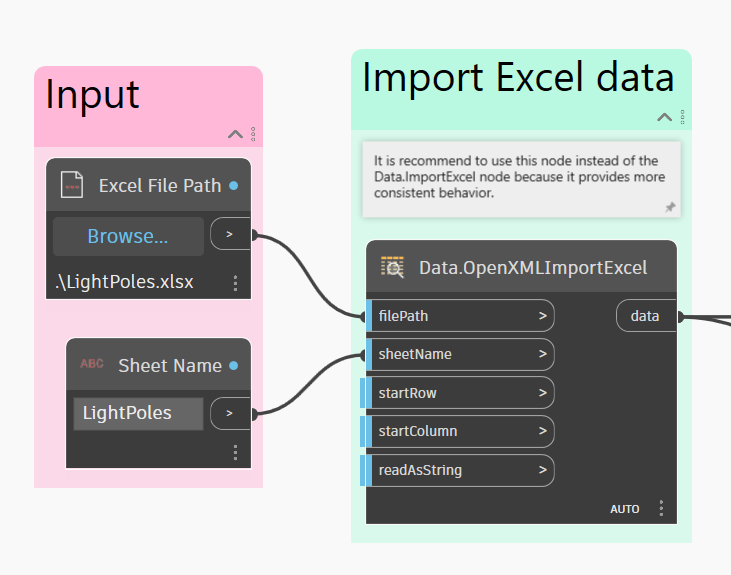 Input
Import Excel data
It is recommend to use this node instead of the
Data.ImportExcel node because it provides more
consistent behavior.
Excel File Path
Browse...
>
.\LightPoles.xlsx
ABC
Sheet Name
LightPoles
>
Data.OpenXMLImportExcel
filePath >
data
sheetName >
startRow >
startColumn >
readAsString >
AUTO